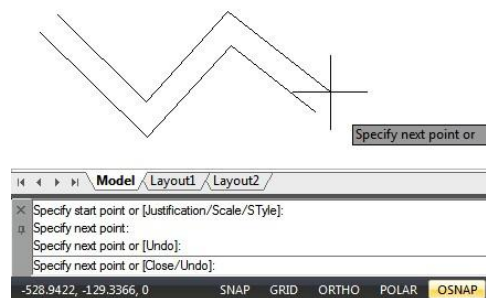 Specify next point or
Model Layout1 Layout2
Specify start point or [Justification/Scale/STyle]:
Specify next point:
Specify next point or [Undo]:
Specify next point or [Close/Undo]:
-528.9422, -129.3366, 0 SNAP GRID ORTHO POLAR OSNAP